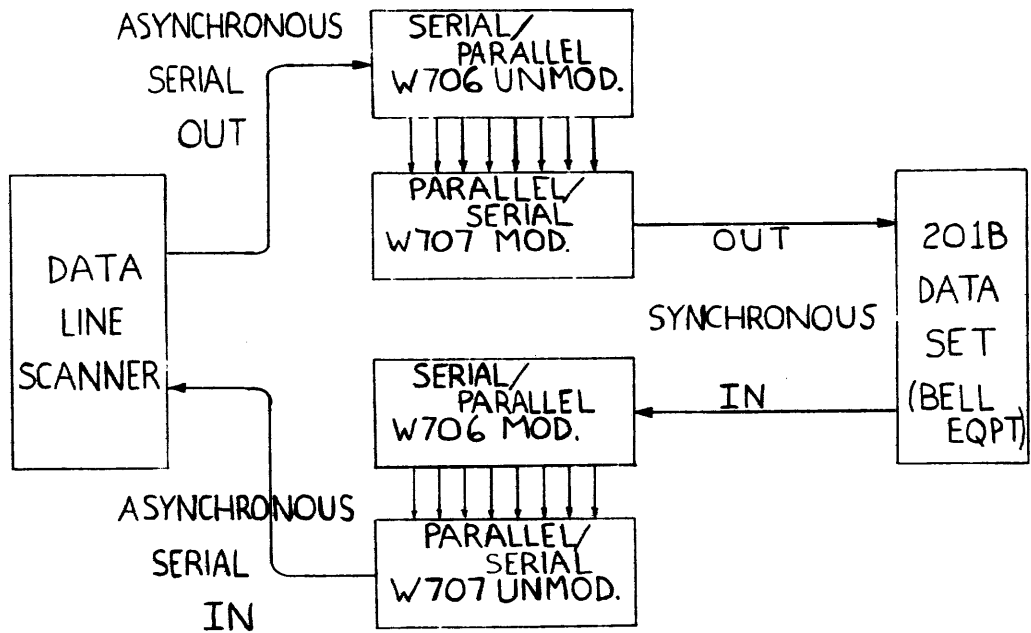 ASYNCHRONOUS
SERIAL
OUT
SERIAL/
PARALLEL
W706 UNMOD.
PARALLEL/
SERIAL
W707 MOD.
DATA
LINE
SCANNER
OUT
SYNCHRONOUS
IN
201B
DATA
SET
(BELL
EQPT)
SERIAL/
PARALLEL
W706 MOD.
PARALLEL/
SERIAL
W707 UNMOD.
ASYNCHRONOUS
SERIAL
IN